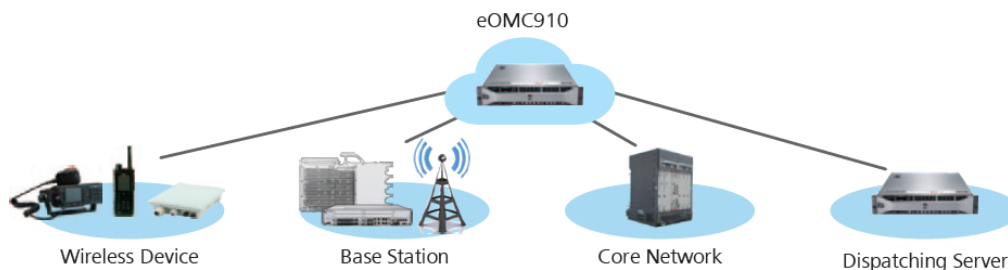 eOMC910
Wireless Device
Base Station
Core Network
Dispatching Server